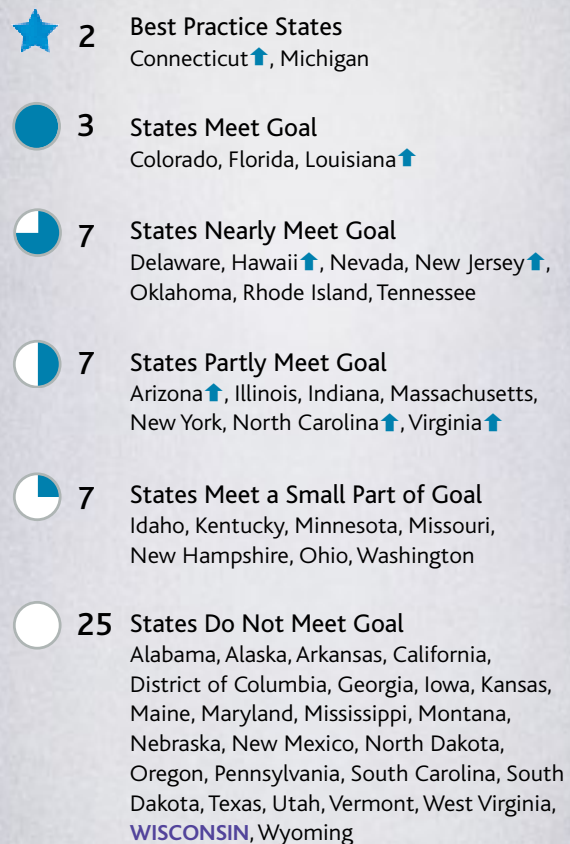 2 Best Practice States
Connecticut⬆, Michigan
3 States Meet Goal
Colorado, Florida, Louisiana⬆
7 States Nearly Meet Goal
Delaware, Hawaii⬆, Nevada, New Jersey⬆,
Oklahoma, Rhode Island, Tennessee
7 States Partly Meet Goal
Arizona⬆, Illinois, Indiana, Massachusetts,
New York, North Carolina⬆, Virginia⬆
7 States Meet a Small Part of Goal
Idaho, Kentucky, Minnesota, Missouri,
New Hampshire, Ohio, Washington
25 States Do Not Meet Goal
Alabama, Alaska, Arkansas, California,
District of Columbia, Georgia, Iowa, Kansas,
Maine, Maryland, Mississippi, Montana,
Nebraska, New Mexico, North Dakota,
Oregon, Pennsylvania, South Carolina, South
Dakota, Texas, Utah, Vermont, West Virginia,
WISCONSIN, Wyoming